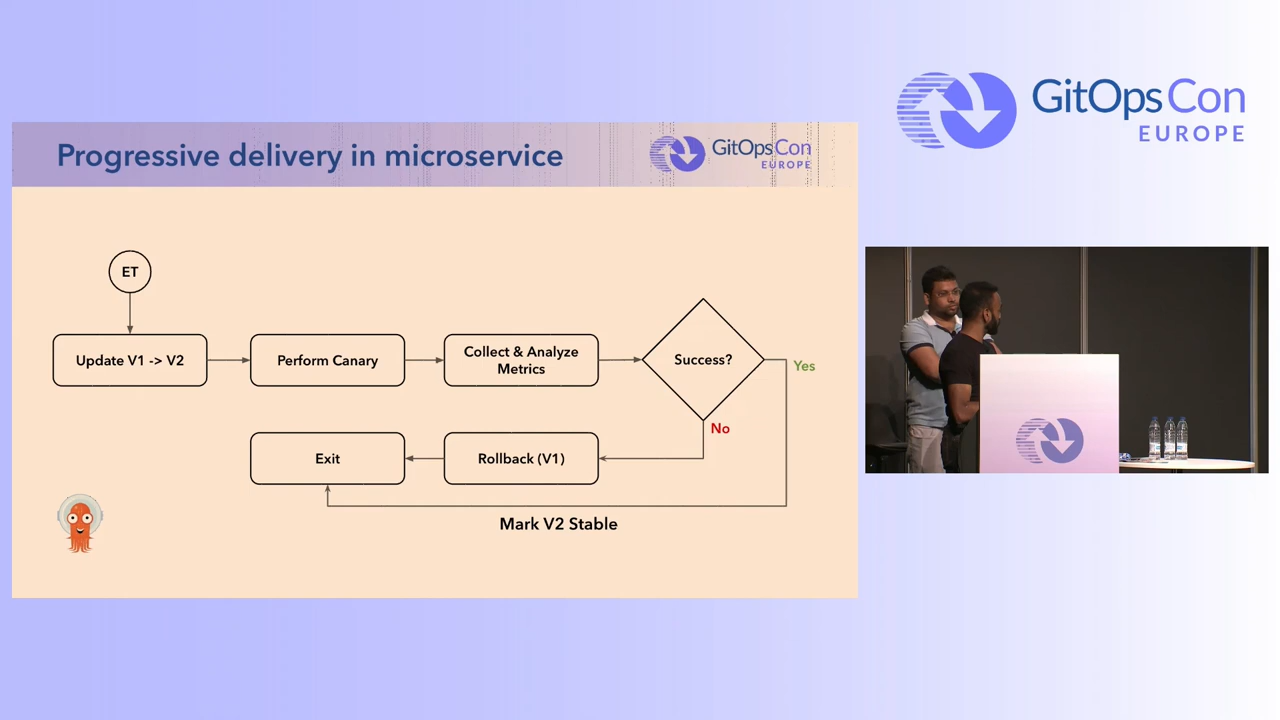 Progressive delivery in microservice
GitOpsCon
EUROPE
GitOpsCon
EUROPE
ET
Update V1 -> V2
Perform Canary
Collect & Analyze
Metrics
Success?
Yes
No
Exit
Rollback (V1)
Mark V2 Stable